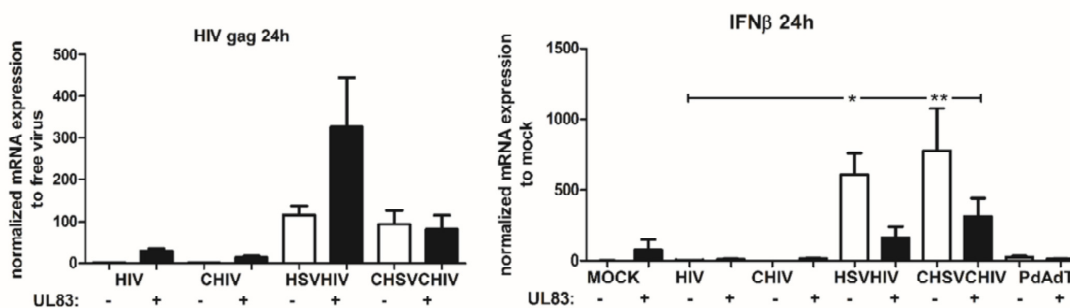 HIV gag 24h
normalized mRNA expression
to free virus
500
400
300
200
100
0
HIV CHIV HSVHIV CHSVCHIV
UL83: - + - + - + - +
IFNβ 24h
normalized mRNA expression
to mock
1500
1000
500
0
* **
MOCK HIV CHIV HSVHIV CHSVCHIV PdAdT
UL83: - + - + - + - + - + - +